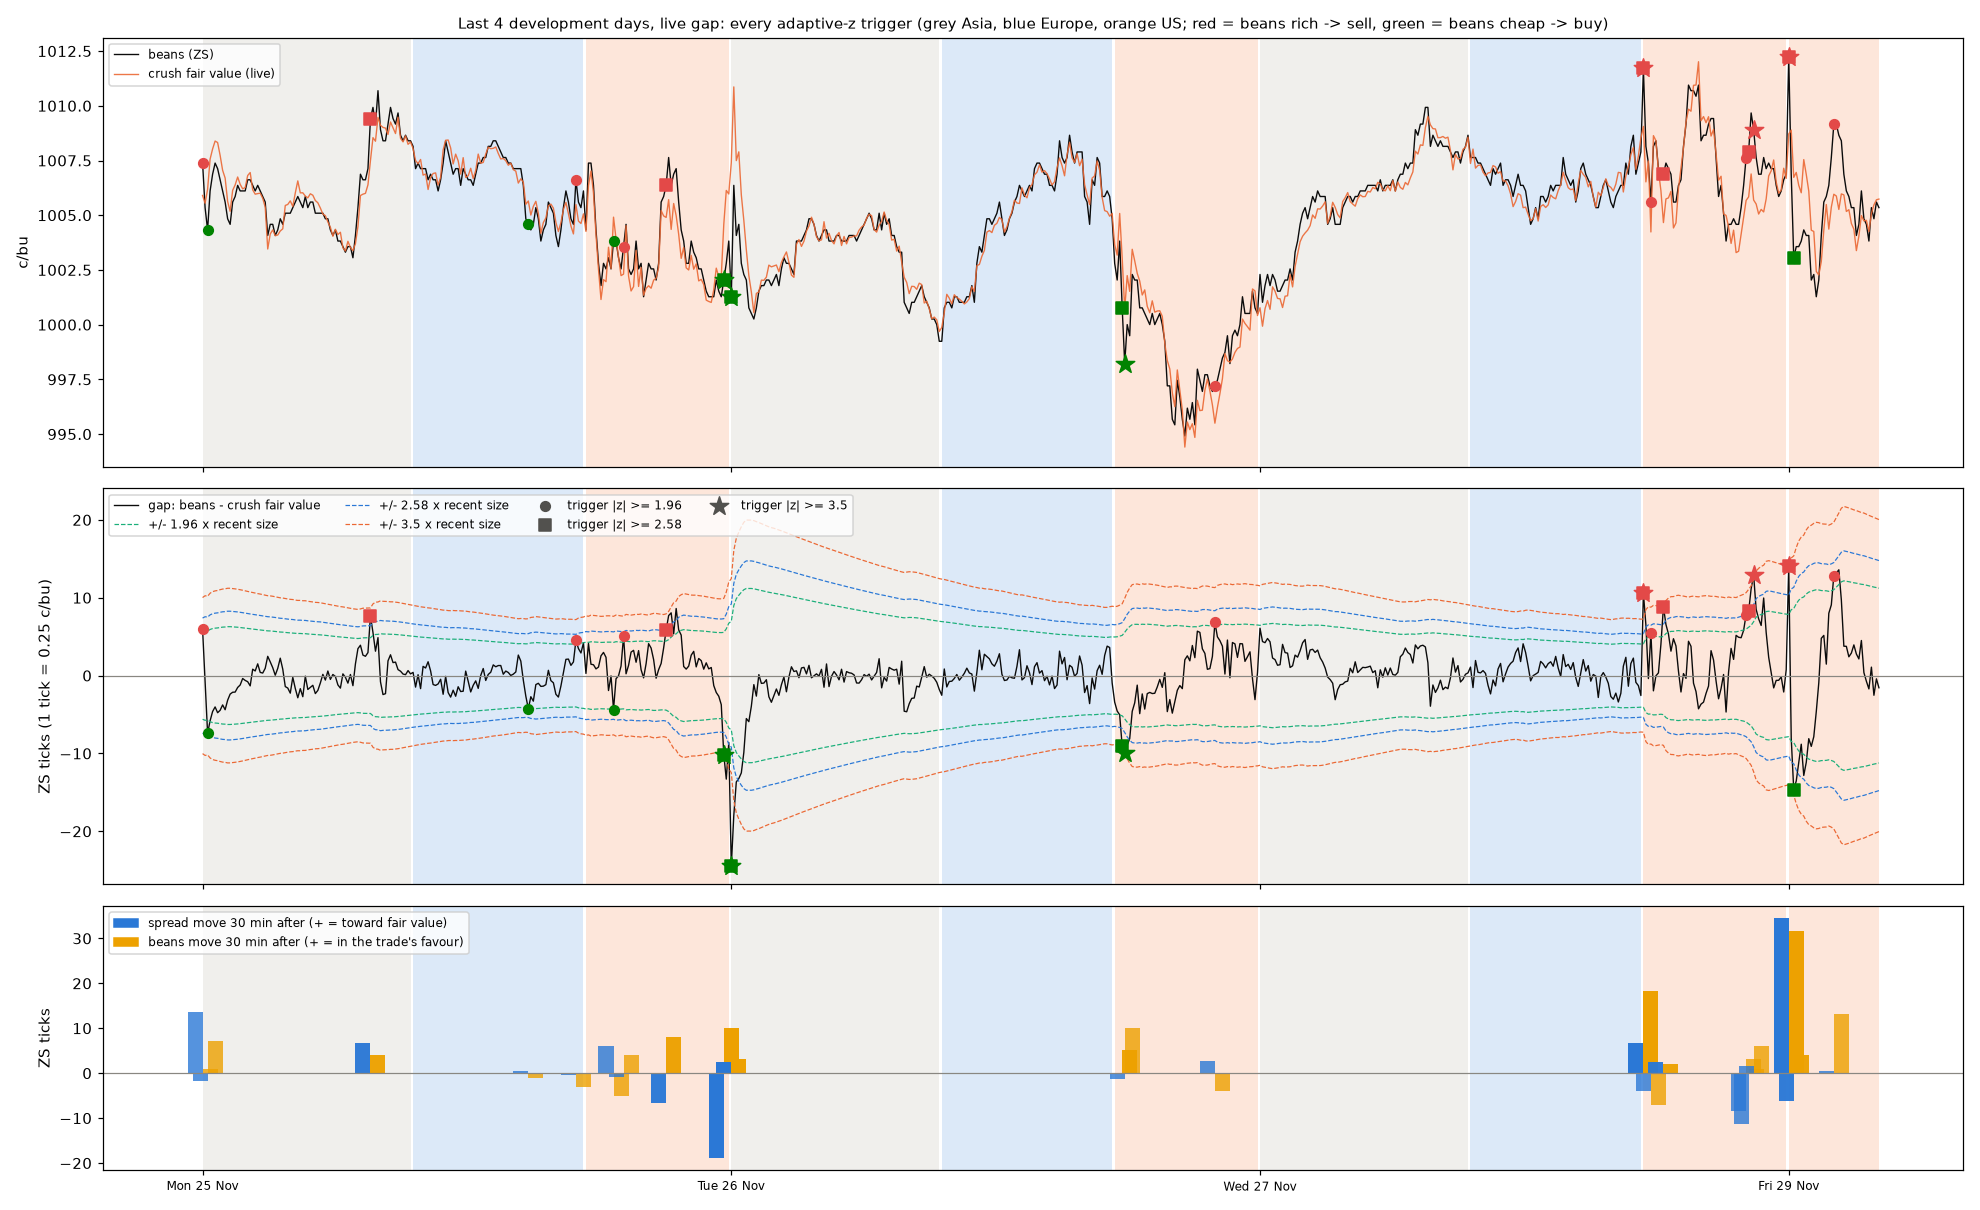 Last 4 development days, live gap: every adaptive-z trigger (grey Asia, blue Europe, orange US; red = beans rich -> sell, green = beans cheap -> buy)
1012.5
1010.0
1007.5
1005.0
1002.5
1000.0
997.5
995.0
c/bu
beans (ZS)
crush fair value (live)
20
10
0
−10
−20
ZS ticks (1 tick = 0.25 c/bu)
gap: beans - crush fair value
+/- 1.96 x recent size
+/- 2.58 x recent size
+/- 3.5 x recent size
trigger |z| >= 1.96
trigger |z| >= 2.58
trigger |z| >= 3.5
30
20
10
0
−10
−20
ZS ticks
spread move 30 min after (+ = toward fair value)
beans move 30 min after (+ = in the trade's favour)
Mon 25 Nov
Tue 26 Nov
Wed 27 Nov
Fri 29 Nov